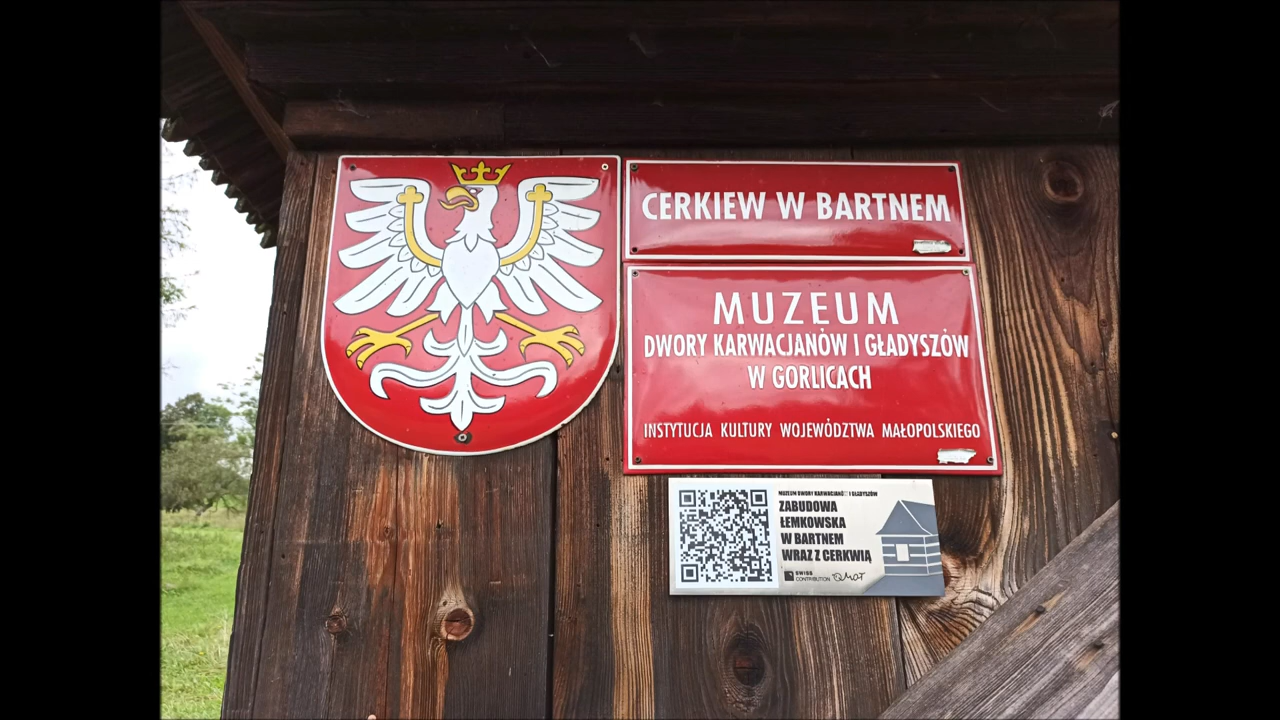 CERKIEW W BARTNEM
MUZEUM
DWORY KARWACJANÓW I GŁADYSZÓW
W GORLICACH
INSTYTUCJA KULTURY WOJEWÓDZTWA MAŁOPOLSKIEGO
MUZEUM DWORY KARWACJANÓW I GŁADYSZÓW
ZABUDOWA
ŁEMKOWSKA
W BARTNEM
WRAZ Z CERKWIĄ
SWISS
CONTRIBUTION